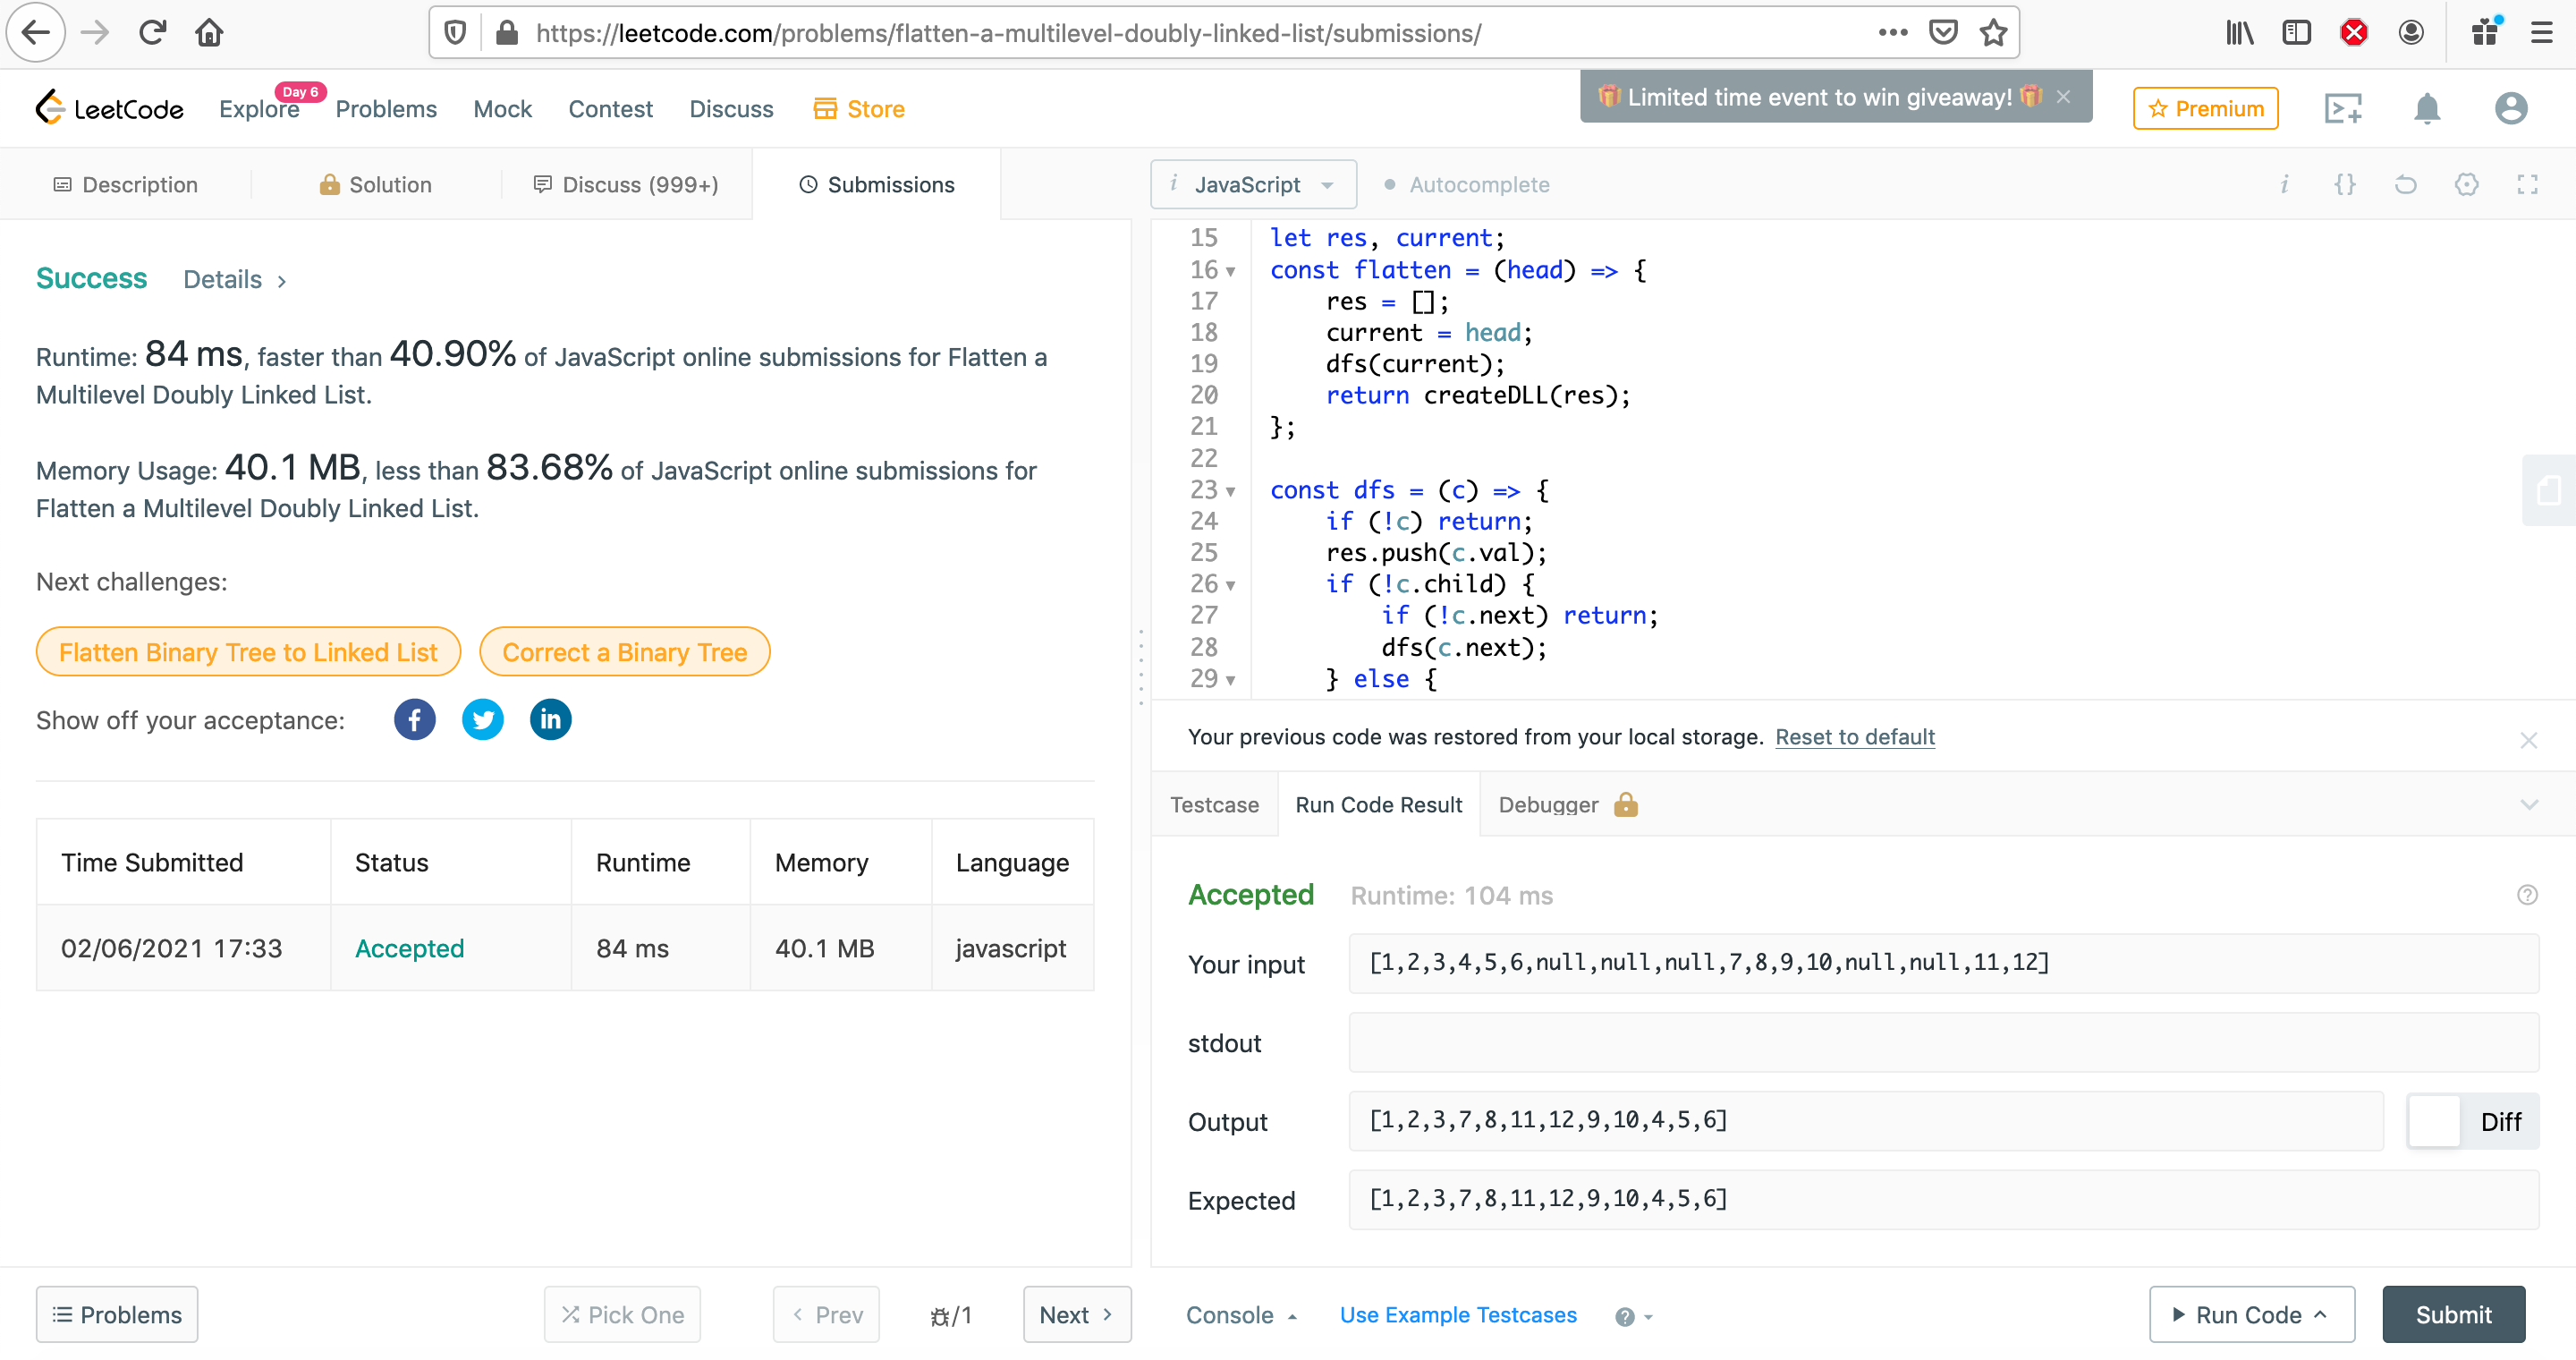 https://leetcode.com/problems/flatten-a-multilevel-doubly-linked-list/submissions/
LeetCode
Explore
Day 6
Problems
Mock
Contest
Discuss
Store
🎁 Limited time event to win giveaway! 🎁
Premium
Description
Solution
Discuss (999+)
Submissions
Success
Details
Runtime: 84 ms, faster than 40.90% of JavaScript online submissions for Flatten a
Multilevel Doubly Linked List.
Memory Usage: 40.1 MB, less than 83.68% of JavaScript online submissions for
Flatten a Multilevel Doubly Linked List.
Next challenges:
Flatten Binary Tree to Linked List
Correct a Binary Tree
Show off your acceptance:
Time Submitted Status Runtime Memory Language
02/06/2021 17:33 Accepted 84 ms 40.1 MB javascript
Problems
Pick One
Prev
/1
Next
i JavaScript
Autocomplete
i {}
15 let res, current;
16 const flatten = (head) => {
17     res = [];
18     current = head;
19     dfs(current);
20     return createDLL(res);
21 };
22
23 const dfs = (c) => {
24     if (!c) return;
25     res.push(c.val);
26     if (!c.child) {
27         if (!c.next) return;
28         dfs(c.next);
29     } else {
Your previous code was restored from your local storage. Reset to default
Testcase
Run Code Result
Debugger
Accepted
Runtime: 104 ms
Your input
[1,2,3,4,5,6,null,null,null,7,8,9,10,null,null,11,12]
stdout
Output
[1,2,3,7,8,11,12,9,10,4,5,6]
Diff
Expected
[1,2,3,7,8,11,12,9,10,4,5,6]
Console
Use Example Testcases
Run Code
Submit